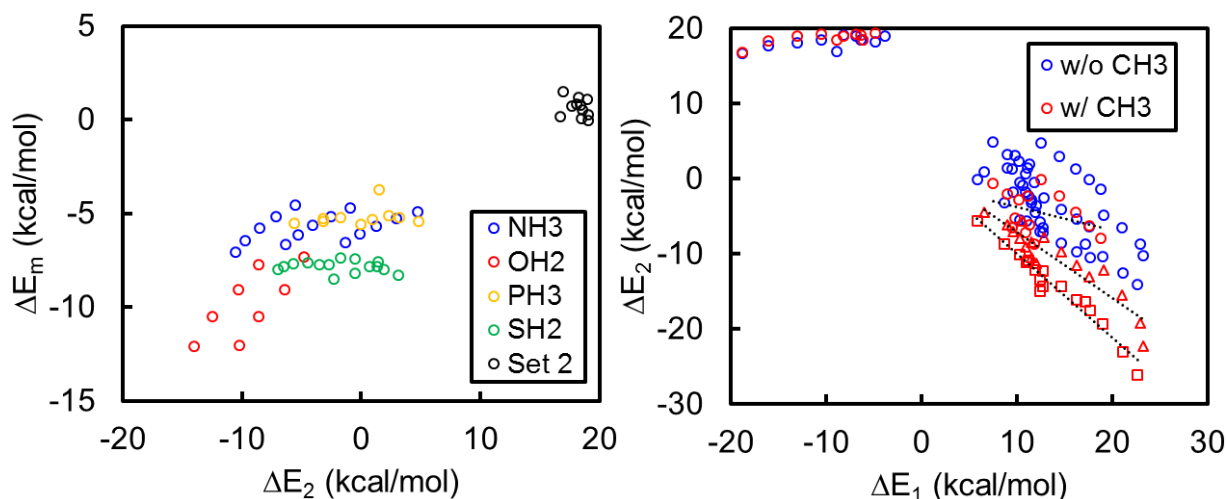 5
0
-5
-10
-15
-20
-10
0
10
20
ΔEm (kcal/mol)
ΔE2 (kcal/mol)
NH3
OH2
PH3
SH2
Set 2
20
10
0
-10
-20
-30
-20
-10
0
10
20
30
ΔE2 (kcal/mol)
ΔE1 (kcal/mol)
w/o CH3
w/ CH3